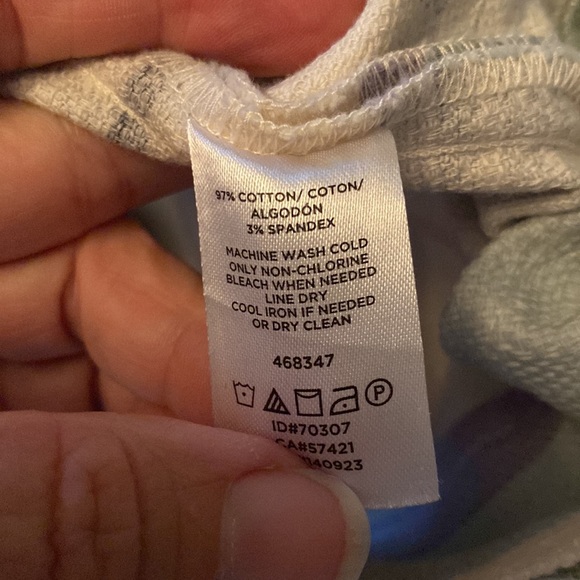 97% COTTON/ COTON/
ALGODÓN
3% SPANDEX
MACHINE WASH COLD
ONLY NON-CHLORINE
BLEACH WHEN NEEDED
LINE DRY
COOL IRON IF NEEDED
OR DRY CLEAN
468347
P
ID#70307
CA#57421
140923